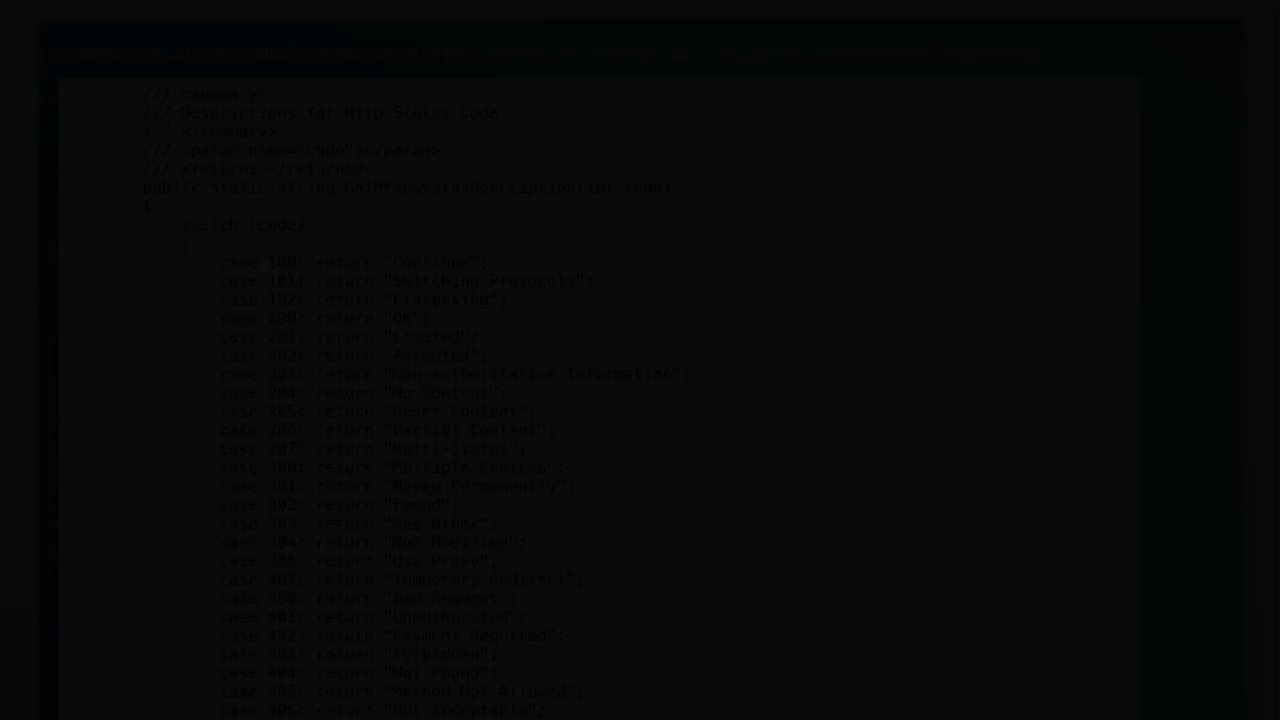 /// <summary>
/// Descriptions for Http Status Code
/// </summary>
/// <param name="code"></param>
/// <returns></returns>
public static string GetHttpStatusDescription(int code)
{
switch (code)
{
case 100: return "Continue";
case 101: return "Switching Protocols";
case 102: return "Processing";
case 200: return "OK";
case 201: return "Created";
case 202: return "Accepted";
case 203: return "Non-Authoritative Information";
case 204: return "No Content";
case 205: return "Reset Content";
case 206: return "Partial Content";
case 207: return "Multi-Status";
case 300: return "Multiple Choices";
case 301: return "Moved Permanently";
case 302: return "Found";
case 303: return "See Other";
case 304: return "Not Modified";
case 305: return "Use Proxy";
case 307: return "Temporary Redirect";
case 400: return "Bad Request";
case 401: return "Unauthorized";
case 402: return "Payment Required";
case 403: return "Forbidden";
case 404: return "Not Found";
case 405: return "Method Not Allowed";
case 406: return "Not Acceptable";